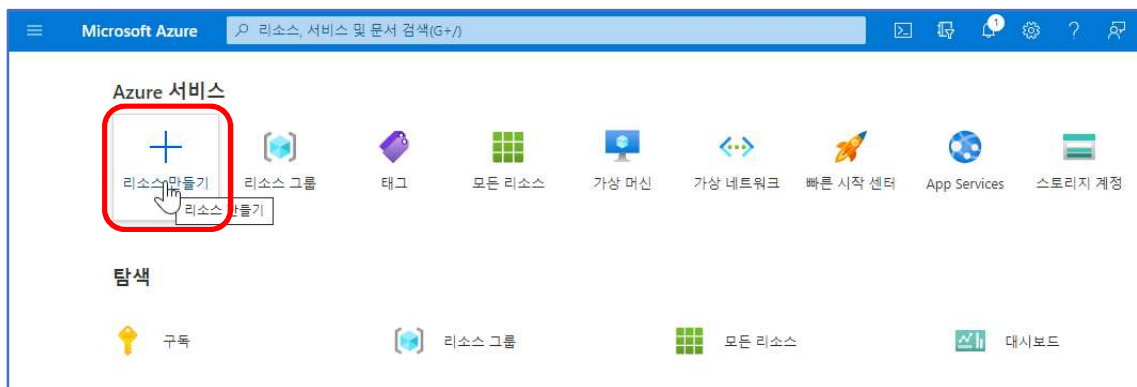 Microsoft Azure
리소스, 서비스 및 문서 검색(G+/)
1
Azure 서비스
리소스 만들기
리소스 그룹
태그
모든 리소스
가상 머신
가상 네트워크
빠른 시작 센터
App Services
스토리지 계정
리소스 만들기
탐색
구독
리소스 그룹
모든 리소스
대시보드